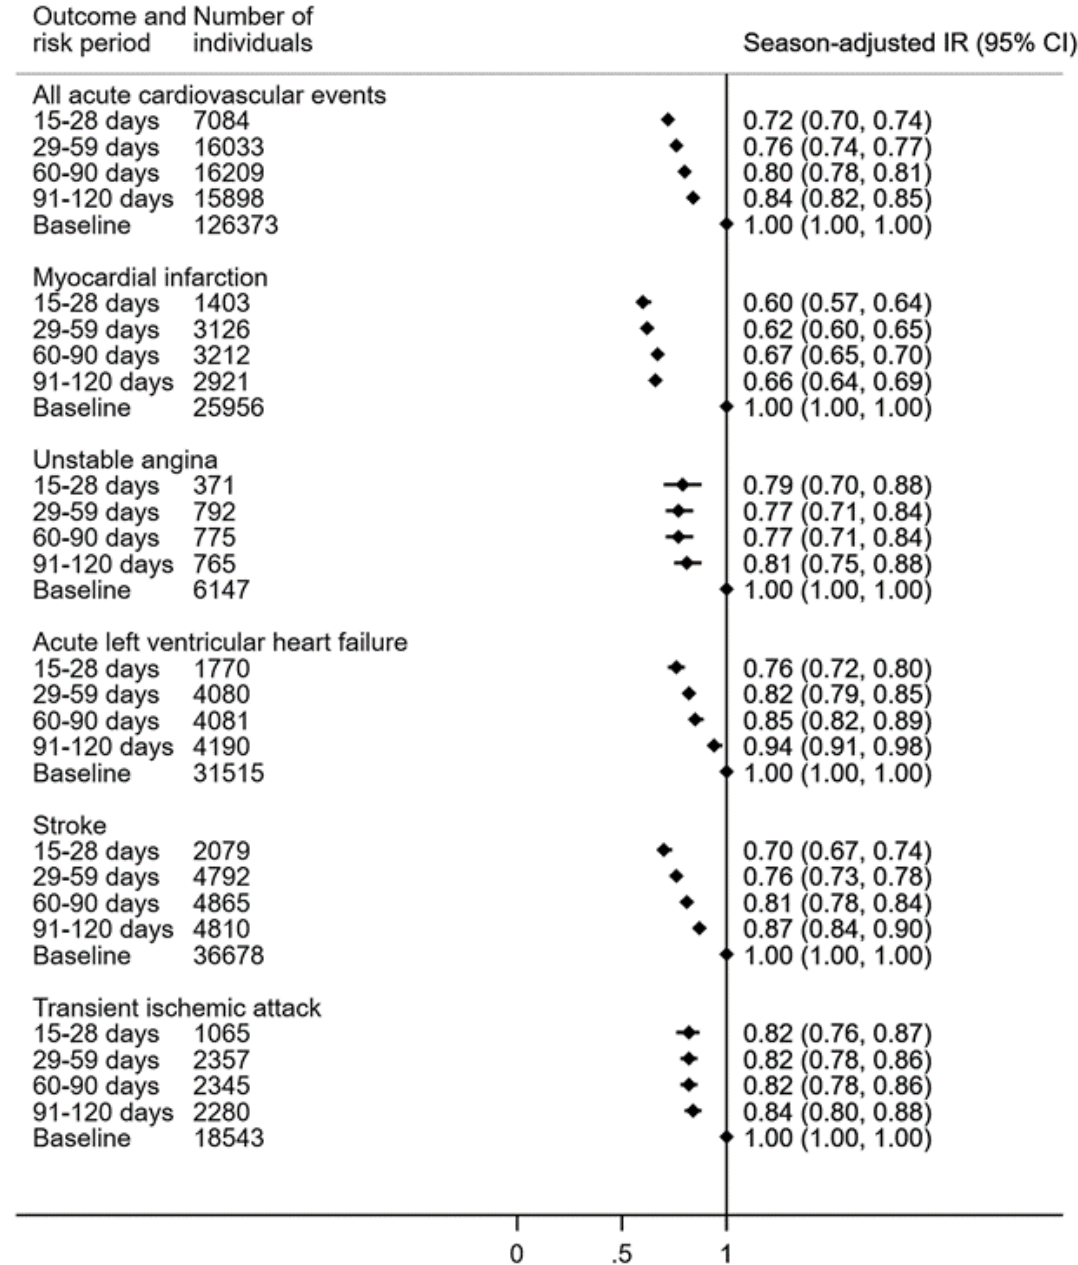 Outcome and Number of
risk period individuals Season-adjusted IR (95% CI)
All acute cardiovascular events
15-28 days 7084 0.72 (0.70, 0.74)
29-59 days 16033 0.76 (0.74, 0.77)
60-90 days 16209 0.80 (0.78, 0.81)
91-120 days 15898 0.84 (0.82, 0.85)
Baseline 126373 1.00 (1.00, 1.00)
Myocardial infarction
15-28 days 1403 0.60 (0.57, 0.64)
29-59 days 3126 0.62 (0.60, 0.65)
60-90 days 3212 0.67 (0.65, 0.70)
91-120 days 2921 0.66 (0.64, 0.69)
Baseline 25956 1.00 (1.00, 1.00)
Unstable angina
15-28 days 371 0.79 (0.70, 0.88)
29-59 days 792 0.77 (0.71, 0.84)
60-90 days 775 0.77 (0.71, 0.84)
91-120 days 765 0.81 (0.75, 0.88)
Baseline 6147 1.00 (1.00, 1.00)
Acute left ventricular heart failure
15-28 days 1770 0.76 (0.72, 0.80)
29-59 days 4080 0.82 (0.79, 0.85)
60-90 days 4081 0.85 (0.82, 0.89)
91-120 days 4190 0.94 (0.91, 0.98)
Baseline 31515 1.00 (1.00, 1.00)
Stroke
15-28 days 2079 0.70 (0.67, 0.74)
29-59 days 4792 0.76 (0.73, 0.78)
60-90 days 4865 0.81 (0.78, 0.84)
91-120 days 4810 0.87 (0.84, 0.90)
Baseline 36678 1.00 (1.00, 1.00)
Transient ischemic attack
15-28 days 1065 0.82 (0.76, 0.87)
29-59 days 2357 0.82 (0.78, 0.86)
60-90 days 2345 0.82 (0.78, 0.86)
91-120 days 2280 0.84 (0.80, 0.88)
Baseline 18543 1.00 (1.00, 1.00)
0 .5 1